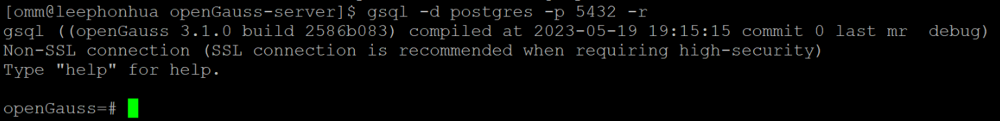 [omm@leephonhua openGauss-server]$ gsql -d postgres -p 5432 -r
gsql ((openGauss 3.1.0 build 2586b083) compiled at 2023-05-19 19:15:15 commit 0 last mr  debug)
Non-SSL connection (SSL connection is recommended when requiring high-security)
Type "help" for help.
openGauss=#